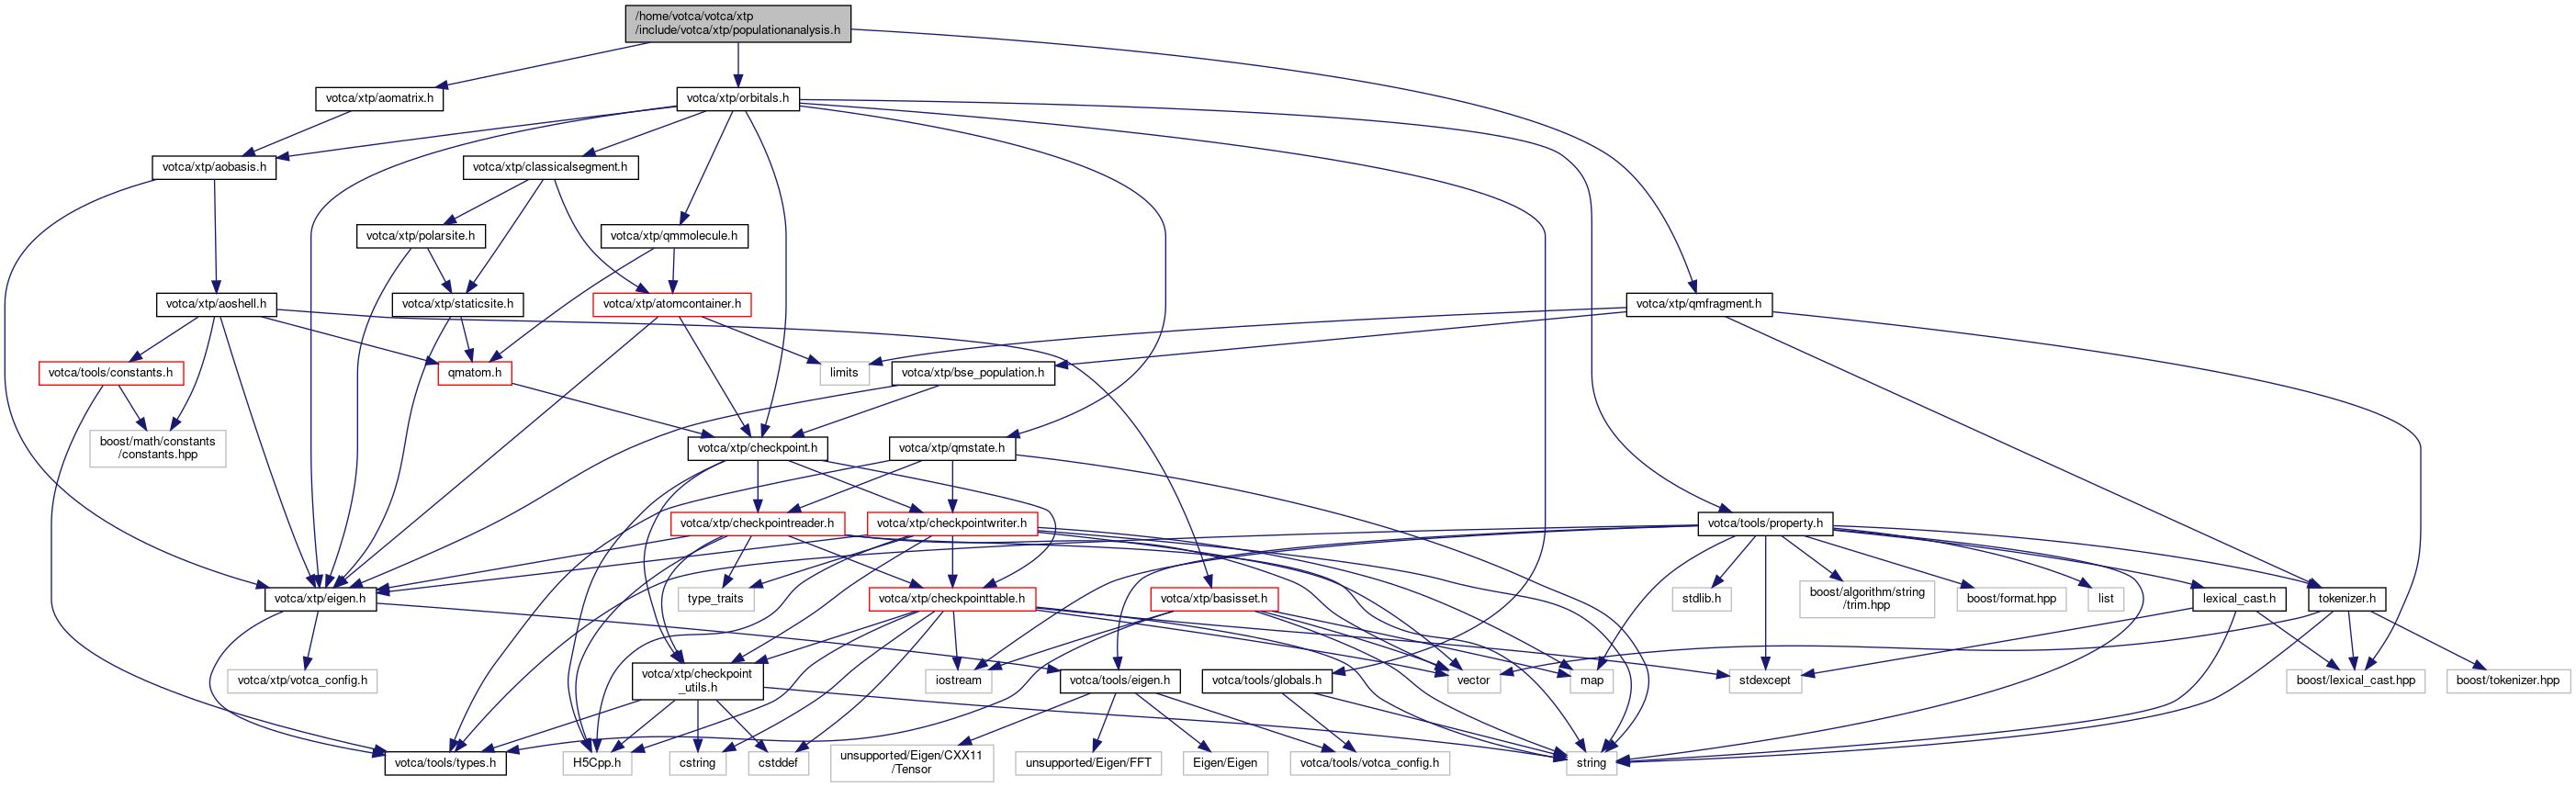 /home/votca/votca/xtp
/include/votca/xtp/populationanalysis.h
votca/xtp/aomatrix.h
votca/xtp/orbitals.h
votca/xtp/aobasis.h
votca/xtp/classicalsegment.h
votca/xtp/polarsite.h
votca/xtp/qmmolecule.h
votca/xtp/aoshell.h
votca/xtp/staticsite.h
votca/xtp/atomcontainer.h
votca/xtp/qmfragment.h
votca/tools/constants.h
qmatom.h
limits
votca/xtp/bse_population.h
boost/math/constants
/constants.hpp
votca/xtp/checkpoint.h
votca/xtp/qmstate.h
votca/xtp/checkpointreader.h
votca/xtp/checkpointwriter.h
votca/tools/property.h
votca/xtp/eigen.h
type_traits
votca/xtp/checkpointtable.h
votca/xtp/basisset.h
stdlib.h
boost/algorithm/string
/trim.hpp
boost/format.hpp
list
lexical_cast.h
tokenizer.h
votca/xtp/votca_config.h
votca/xtp/checkpoint
_utils.h
iostream
votca/tools/eigen.h
votca/tools/globals.h
vector
map
stdexcept
boost/lexical_cast.hpp
boost/tokenizer.hpp
votca/tools/types.h
H5Cpp.h
cstring
cstddef
unsupported/Eigen/CXX11
/Tensor
unsupported/Eigen/FFT
Eigen/Eigen
votca/tools/votca_config.h
string